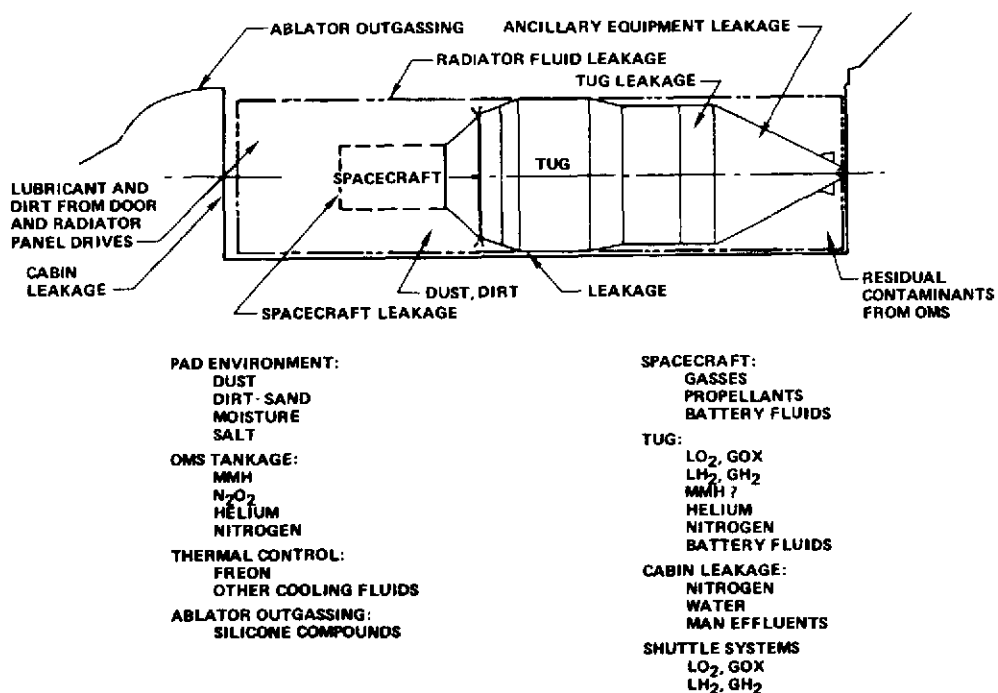 ABLATOR OUTGASSING
ANCILLARY EQUIPMENT LEAKAGE
RADIATOR FLUID LEAKAGE
TUG LEAKAGE
SPACECRAFT
TUG
LUBRICANT AND
DIRT FROM DOOR
AND RADIATOR
PANEL DRIVES
CABIN
LEAKAGE
SPACECRAFT LEAKAGE
DUST, DIRT
LEAKAGE
RESIDUAL
CONTAMINANTS
FROM OMS
PAD ENVIRONMENT:
DUST
DIRT-SAND
MOISTURE
SALT
OMS TANKAGE:
MMH
N2O2
HELIUM
NITROGEN
THERMAL CONTROL:
FREON
OTHER COOLING FLUIDS
ABLATOR OUTGASSING:
SILICONE COMPOUNDS
SPACECRAFT:
GASSES
PROPELLANTS
BATTERY FLUIDS
TUG:
LO2, GOX
LH2, GH2
MMH ?
HELIUM
NITROGEN
BATTERY FLUIDS
CABIN LEAKAGE:
NITROGEN
WATER
MAN EFFLUENTS
SHUTTLE SYSTEMS
LO2, GOX
LH2, GH2